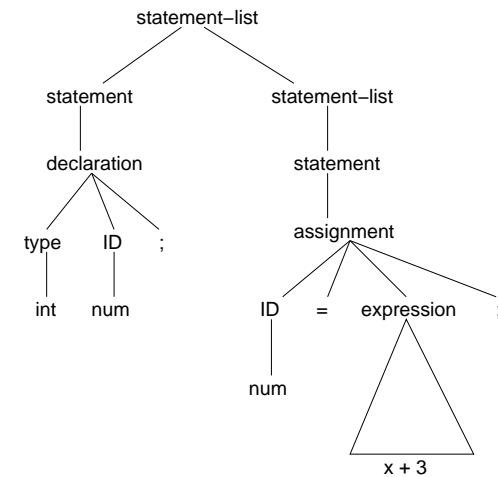 statement–list
statement statement–list
declaration statement
type ID ; assignment
int num ID = expression ;
num
x + 3